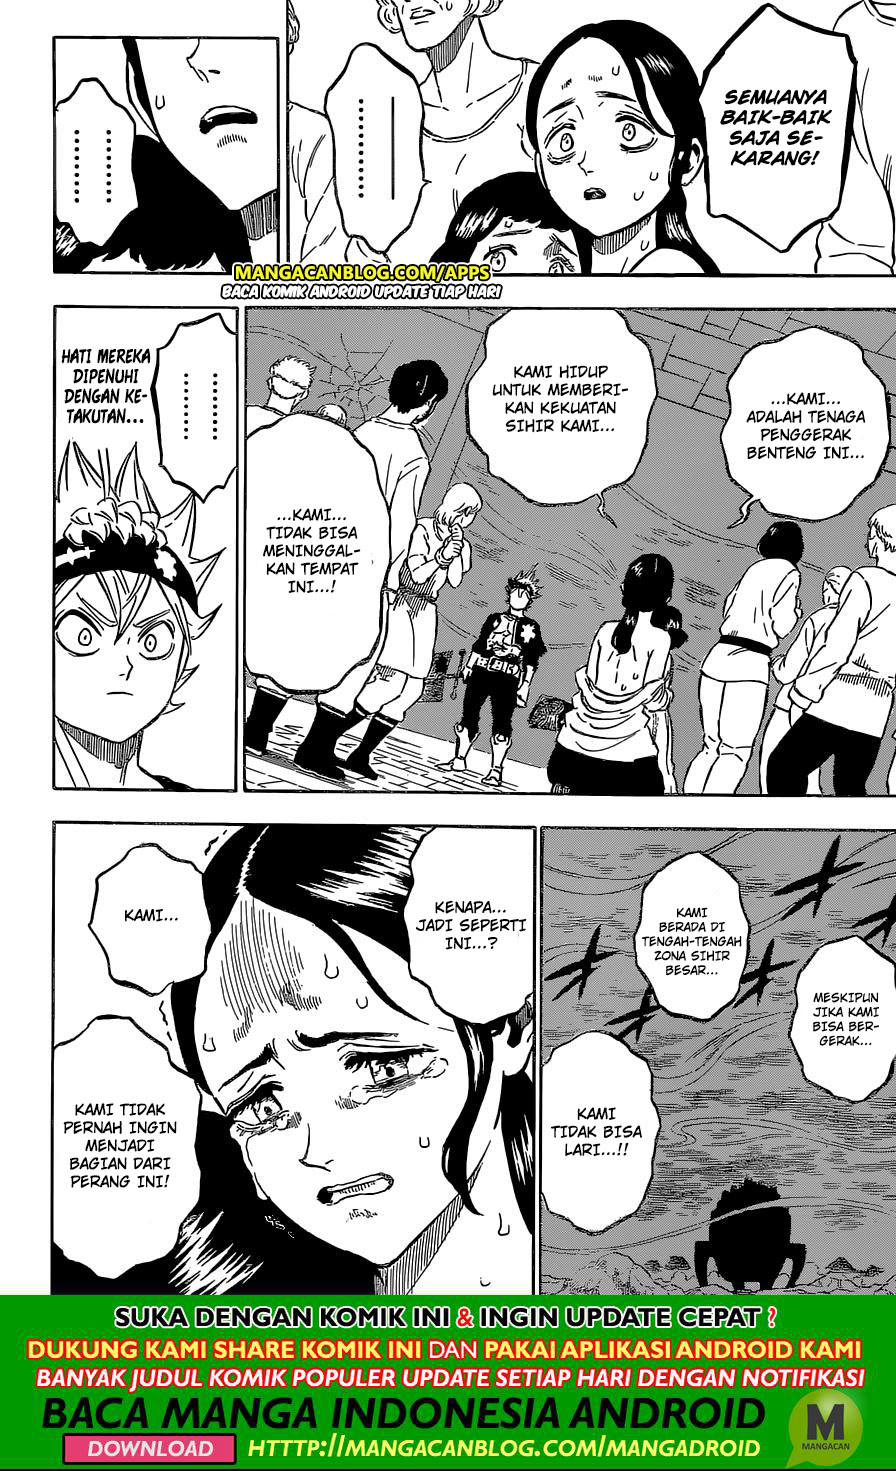 SEMUANYA
BAIK-BAIK
SAJA SE-
KARANG!
MANGACANBLOG.COM/APPS
BACA KOMIK ANDROID UPDATE TIAP HARI
...KAMI...
ADALAH TENAGA
PENGGERAK
BENTENG INI...
KAMI HIDUP
UNTUK MEMBERI-
KAN KEKUATAN
SIHIR KAMI...
...KAMI...
TIDAK BISA
MENINGGAL-
KAN TEMPAT
INI...!
HATI MEREKA
DIPENUHI
DENGAN KE-
TAKUTAN...
MESKIPUN
JIKA KAMI
BISA BER-
GERAK...
KAMI
BERADA DI
TENGAH-TENGAH
ZONA SIHIR
BESAR...
KAMI
TIDAK BISA
LARI...!!
KENAPA...
JADI SEPERTI
INI...?
KAMI...
KAMI TIDAK
PERNAH INGIN
MENJADI
BAGIAN DARI
PERANG INI!
SUKA DENGAN KOMIK INI & INGIN UPDATE CEPAT ?
DUKUNG KAMI SHARE KOMIK INI DAN PAKAI APLIKASI ANDROID KAMI
BANYAK JUDUL KOMIK POPULER UPDATE SETIAP HARI DENGAN NOTIFIKASI
BACA MANGA INDONESIA ANDROID
DOWNLOAD HTTTP://MANGACANBLOG.COM/MANGADROID
M
MANGACAN